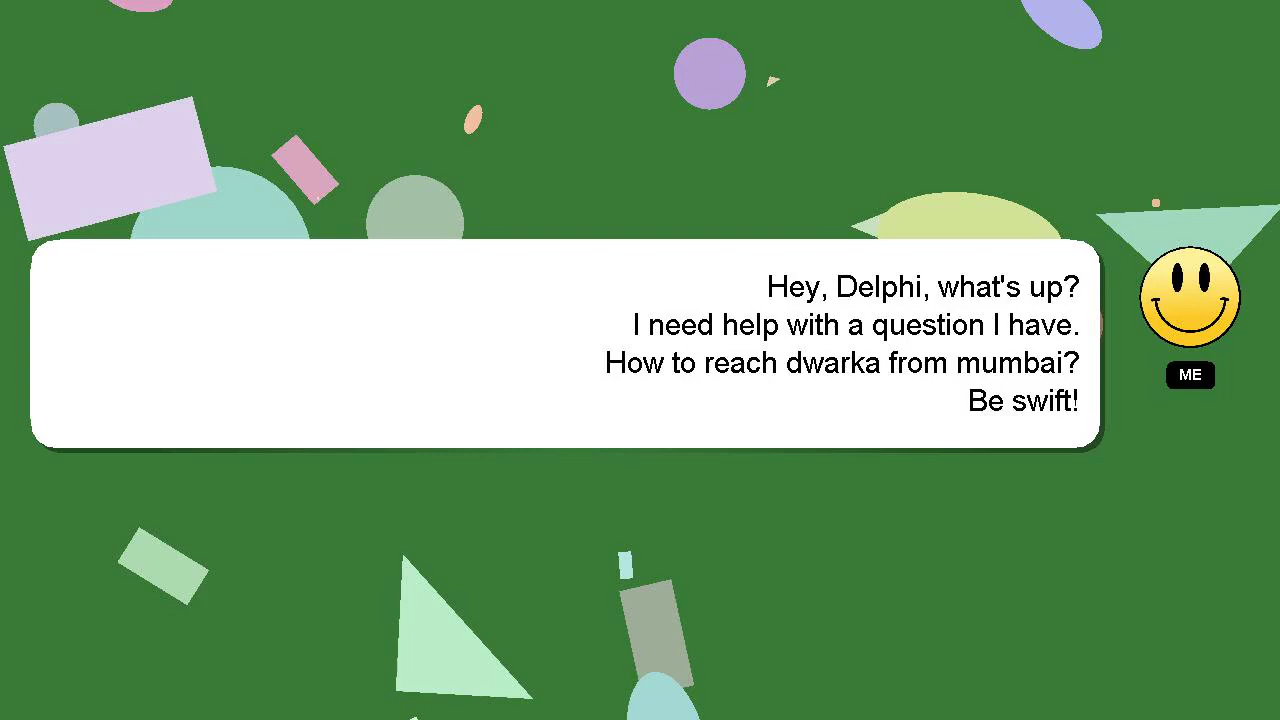 Hey, Delphi, what's up?
I need help with a question I have.
How to reach dwarka from mumbai?
Be swift!
ME